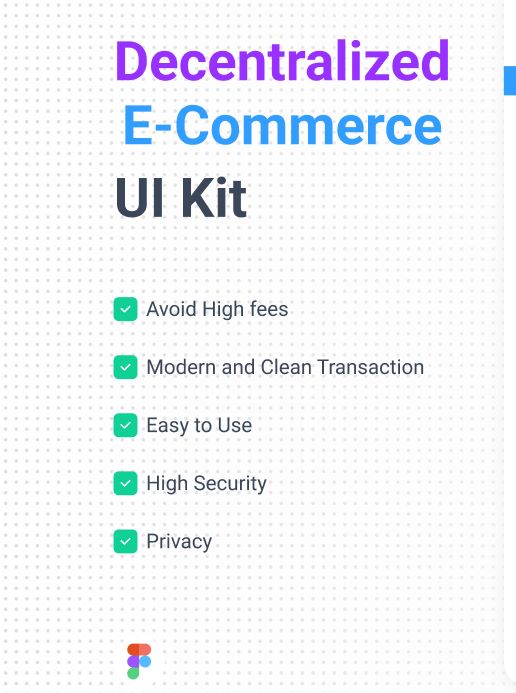 Decentralized
E-Commerce
UI Kit
Avoid High fees
Modern and Clean Transaction
Easy to Use
High Security
Privacy